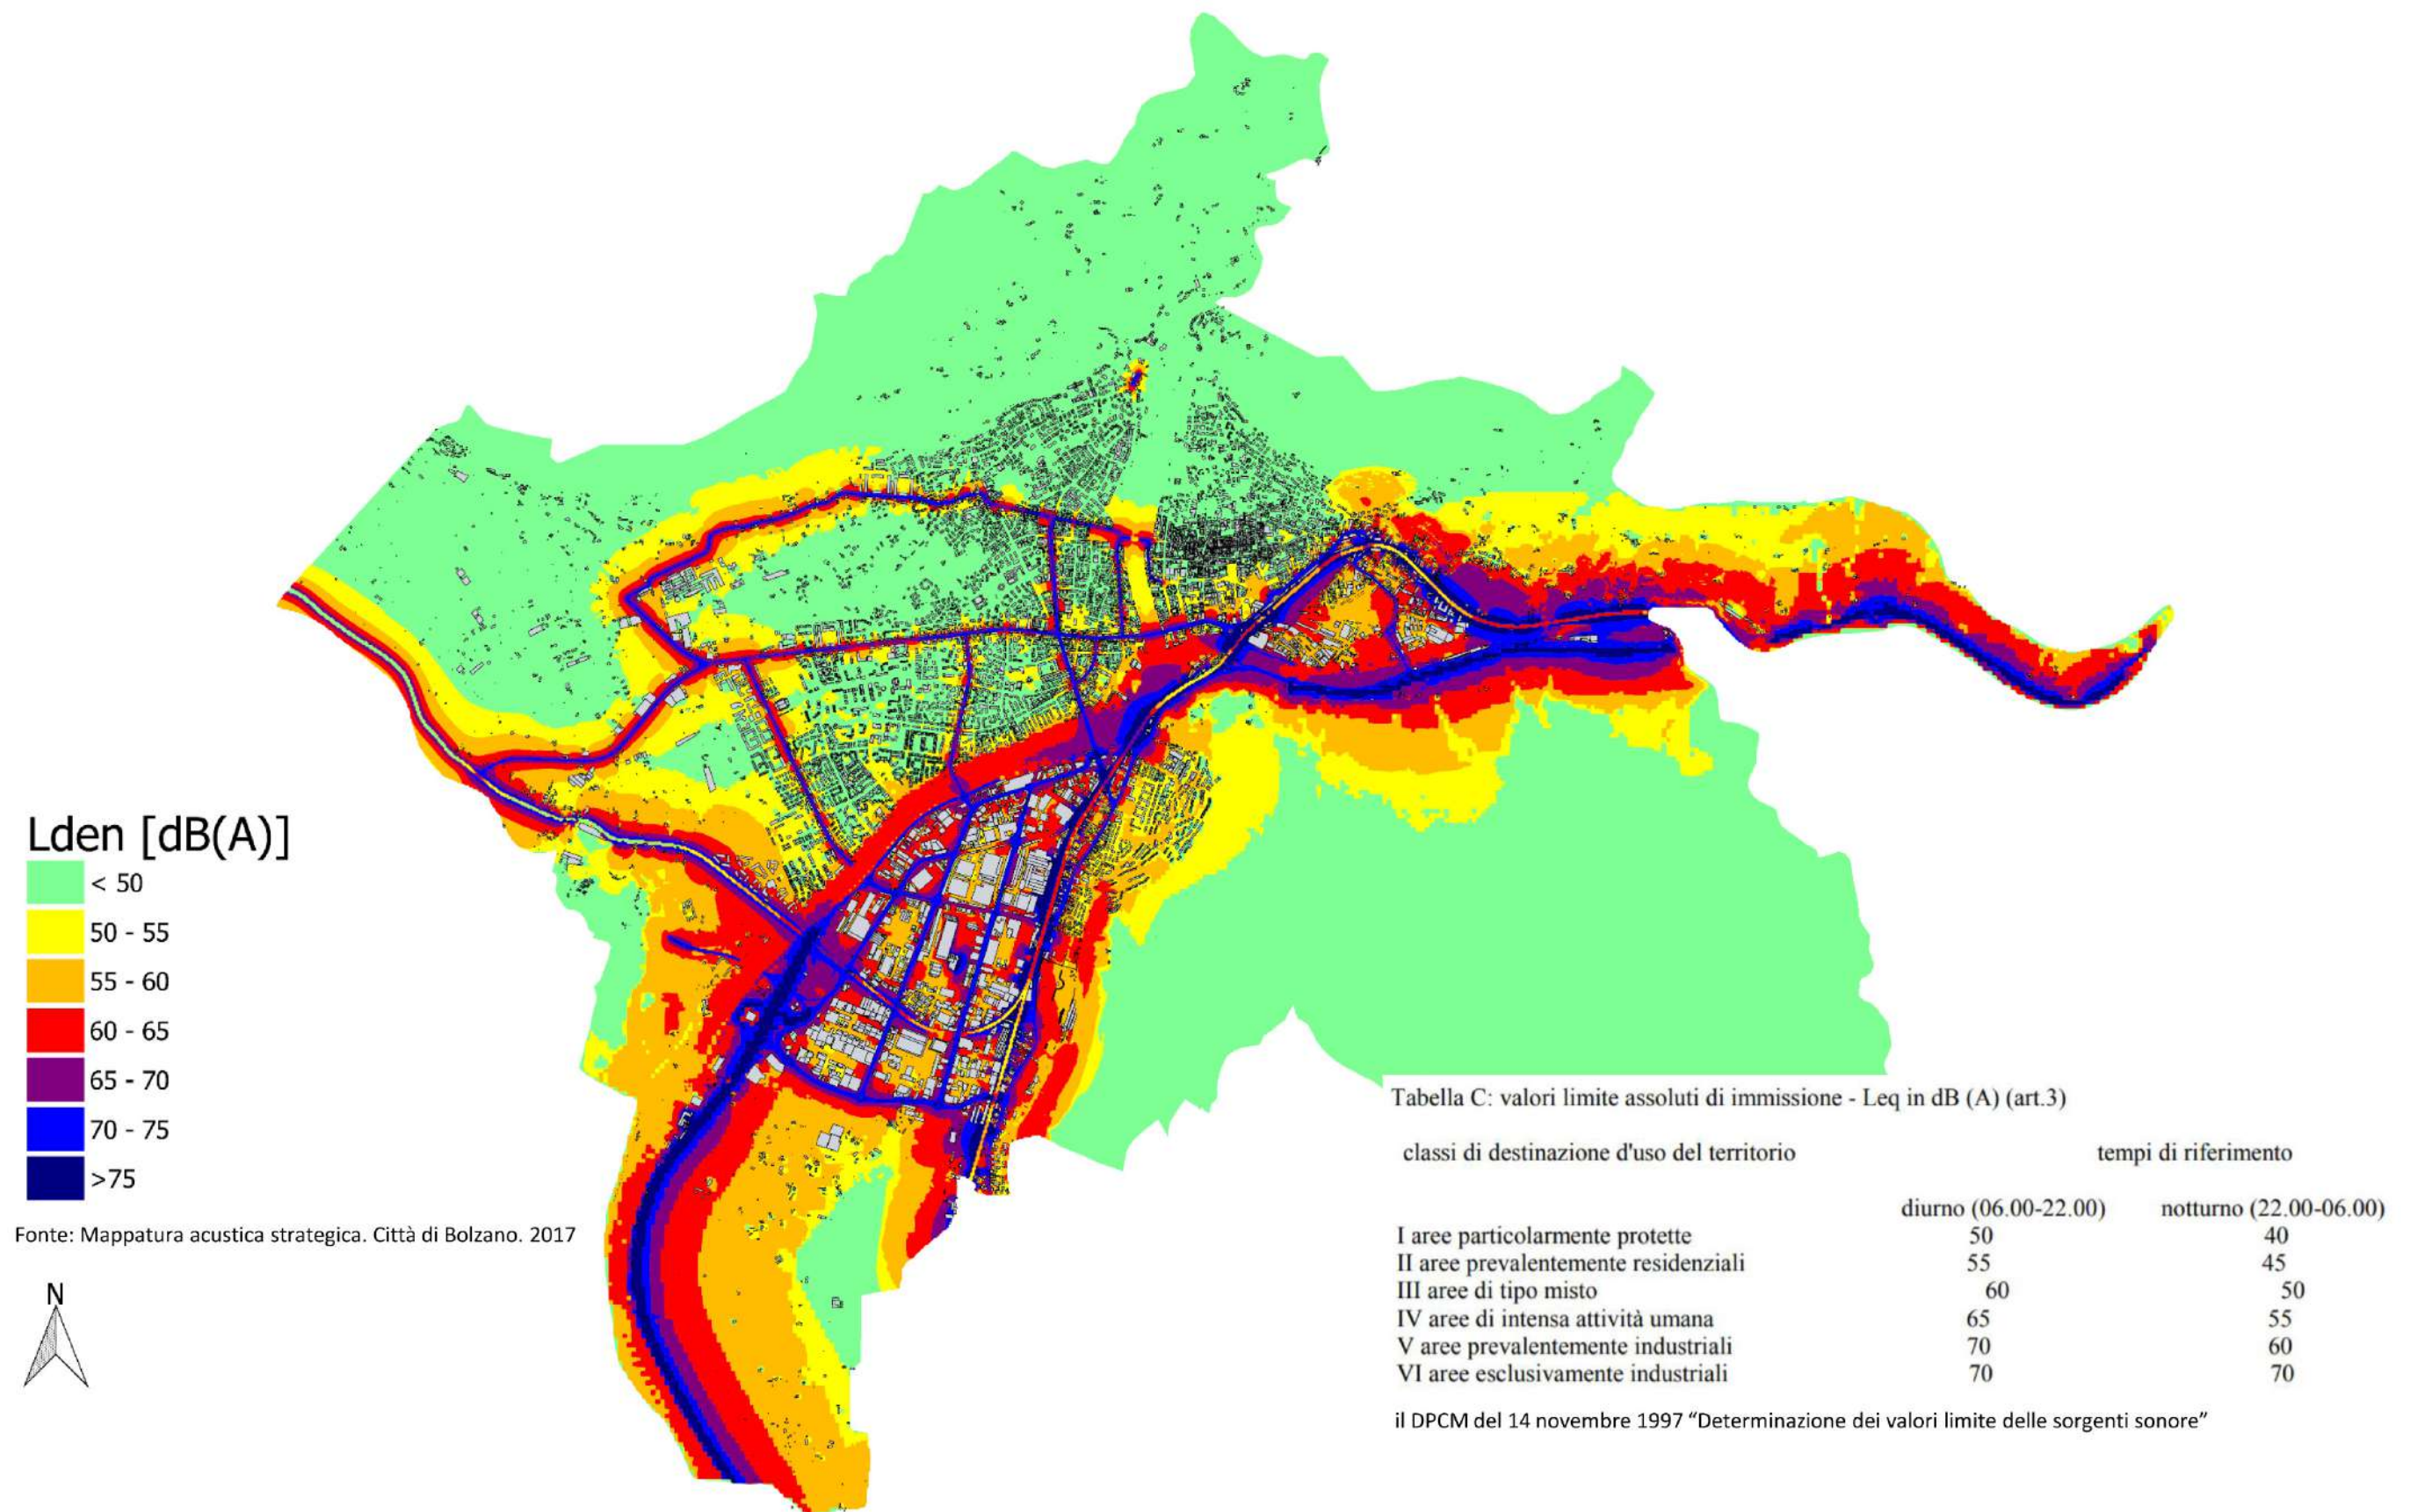 Lden [dB(A)]
< 50
50 - 55
55 - 60
60 - 65
65 - 70
70 - 75
>75
Fonte: Mappatura acustica strategica. Città di Bolzano. 2017
N
Tabella C: valori limite assoluti di immissione - Leq in dB (A) (art.3)
classi di destinazione d'uso del territorio tempi di riferimento
diurno (06.00-22.00) notturno (22.00-06.00)
I aree particolarmente protette 50 40
II aree prevalentemente residenziali 55 45
III aree di tipo misto 60 50
IV aree di intensa attività umana 65 55
V aree prevalentemente industriali 70 60
VI aree esclusivamente industriali 70 70
il DPCM del 14 novembre 1997 “Determinazione dei valori limite delle sorgenti sonore”